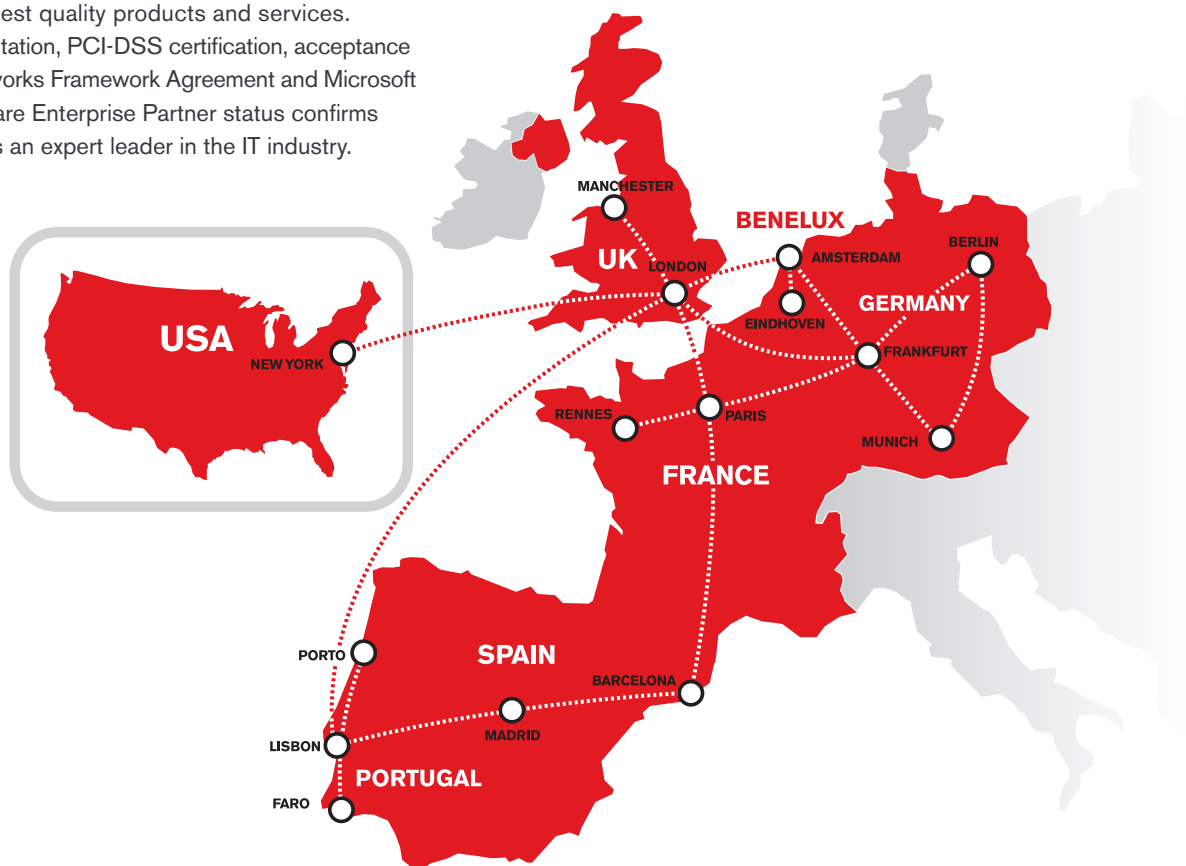 est quality products and services.
tation, PCI-DSS certification, acceptance
orks Framework Agreement and Microsoft
are Enterprise Partner status confirms
s an expert leader in the IT industry.
MANCHESTER
BENELUX
BERLIN
UK
LONDON
AMSTERDAM
GERMANY
EINDHOVEN
USA
NEW YORK
FRANKFURT
RENNES
PARIS
MUNICH
FRANCE
PORTO
SPAIN
BARCELONA
MADRID
LISBON
PORTUGAL
FARO